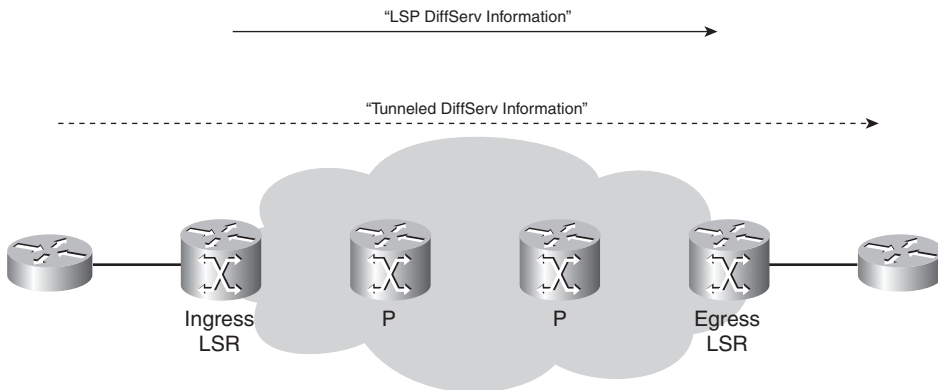 “LSP DiffServ Information”
“Tunneled DiffServ Information”
Ingress
LSR
P
P
Egress
LSR